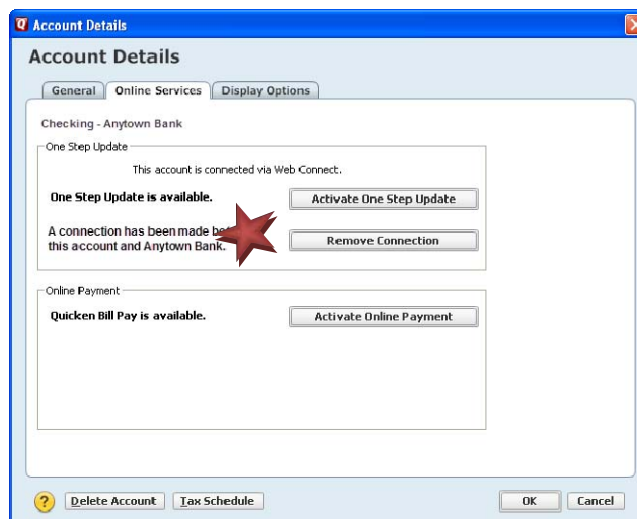 Account Details
Account Details
General Online Services Display Options
Checking - Anytown Bank
One Step Update
This account is connected via Web Connect.
One Step Update is available. Activate One Step Update
A connection has been made
this account and Anytown Bank. Remove Connection
Online Payment
Quicken Bill Pay is available. Activate Online Payment
? Delete Account Tax Schedule OK Cancel